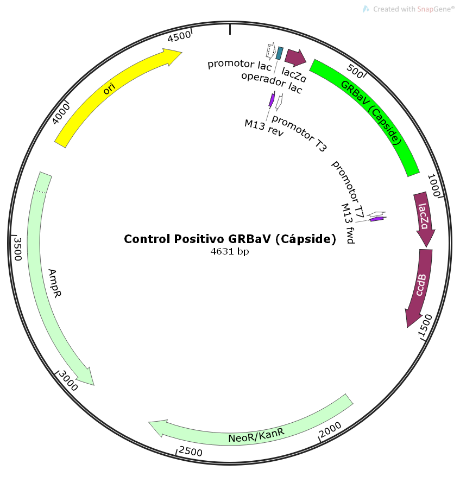 Created with SnapGene®
4500
promotor lac
lacZα
operador lac
500
GRBaV (Cápside)
ori
4000
promotor T3
M13 rev
1000
promotor T7
M13 fwd
lacZα
Control Positivo GRBaV (Cápside)
4631 bp
3500
AmpR
ccdB
1500
3000
NeoR/KanR
2000
2500